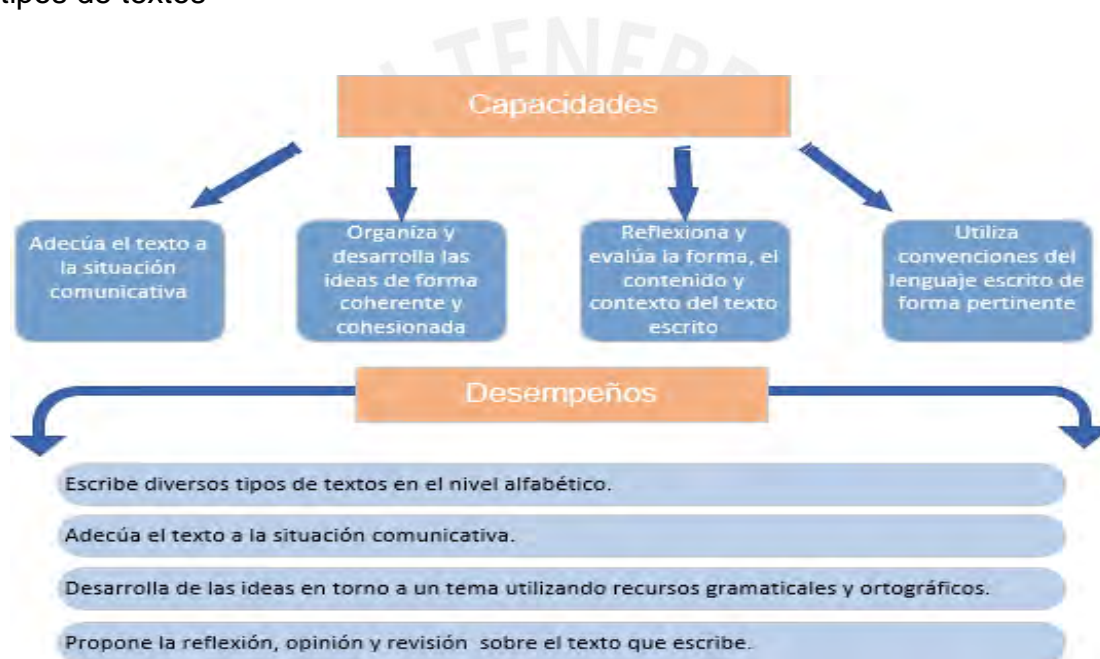 tipos de textos
Capacidades
Adecúa el texto a
la situación
comunicativa
Organiza y
desarrolla las
ideas de forma
coherente y
cohesionada
Reflexiona y
evalúa la forma, el
contenido y
contexto del texto
escrito
Utiliza
convenciones del
lenguaje escrito de
forma pertinente
Desempeños
Escribe diversos tipos de textos en el nivel alfabético.
Adecúa el texto a la situación comunicativa.
Desarrolla de las ideas en torno a un tema utilizando recursos gramaticales y ortográficos.
Propone la reflexión, opinión y revisión sobre el texto que escribe.